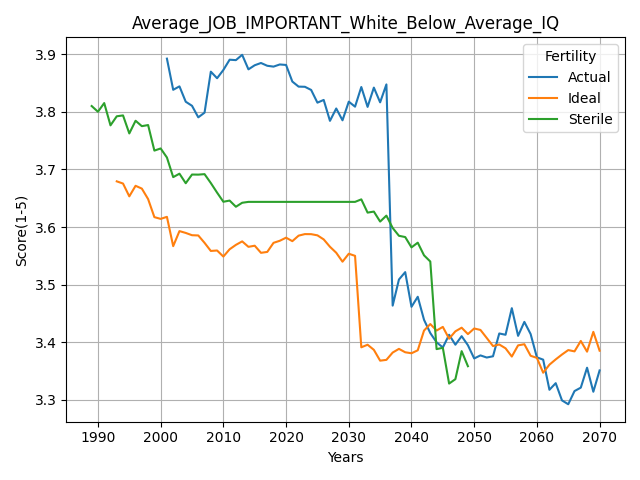 Average_JOB_IMPORTANT_White_Below_Average_IQ
Fertility
Actual
Ideal
Sterile
Score(1-5)
3.9
3.8
3.7
3.6
3.5
3.4
3.3
1990 2000 2010 2020 2030 2040 2050 2060 2070
Years